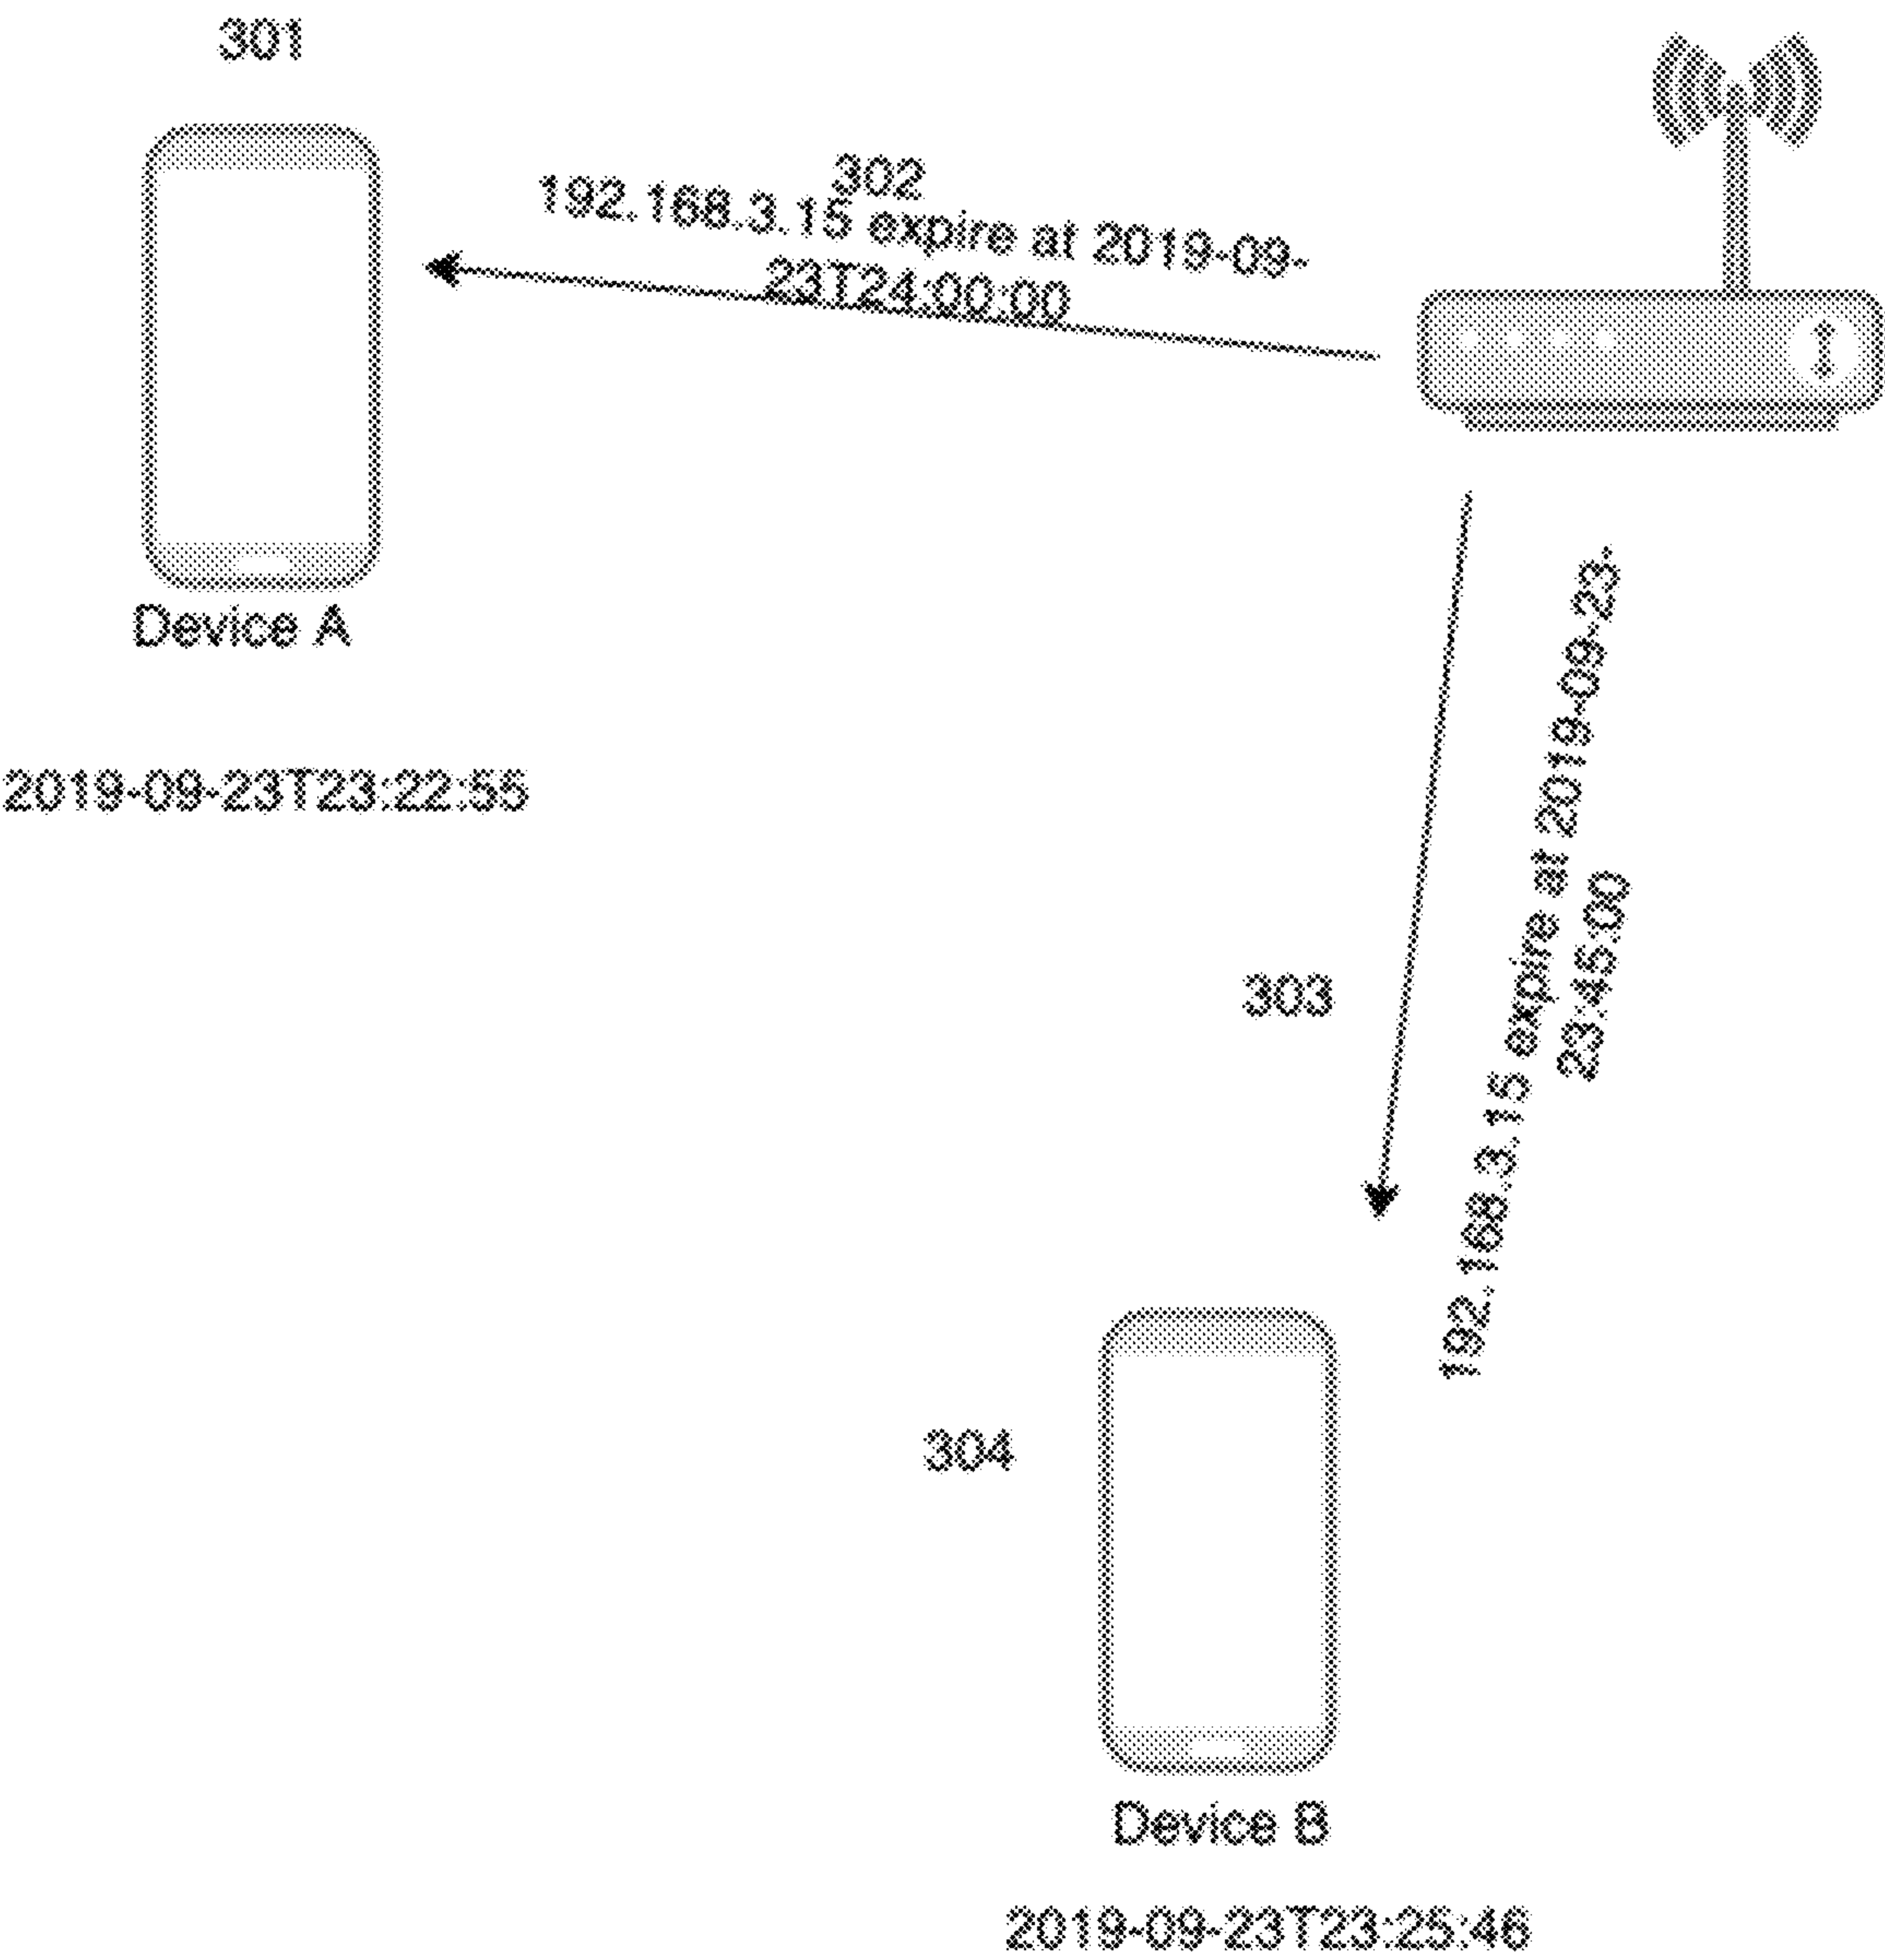 301
302
192.168.3.15 expire at 2019-09-
23T24:00:00
Device A
2019-09-23T23:22:55
303
192.168.3.15 expire at 2019-09-23-
23:45:00
304
Device B
2019-09-23T23:25:46